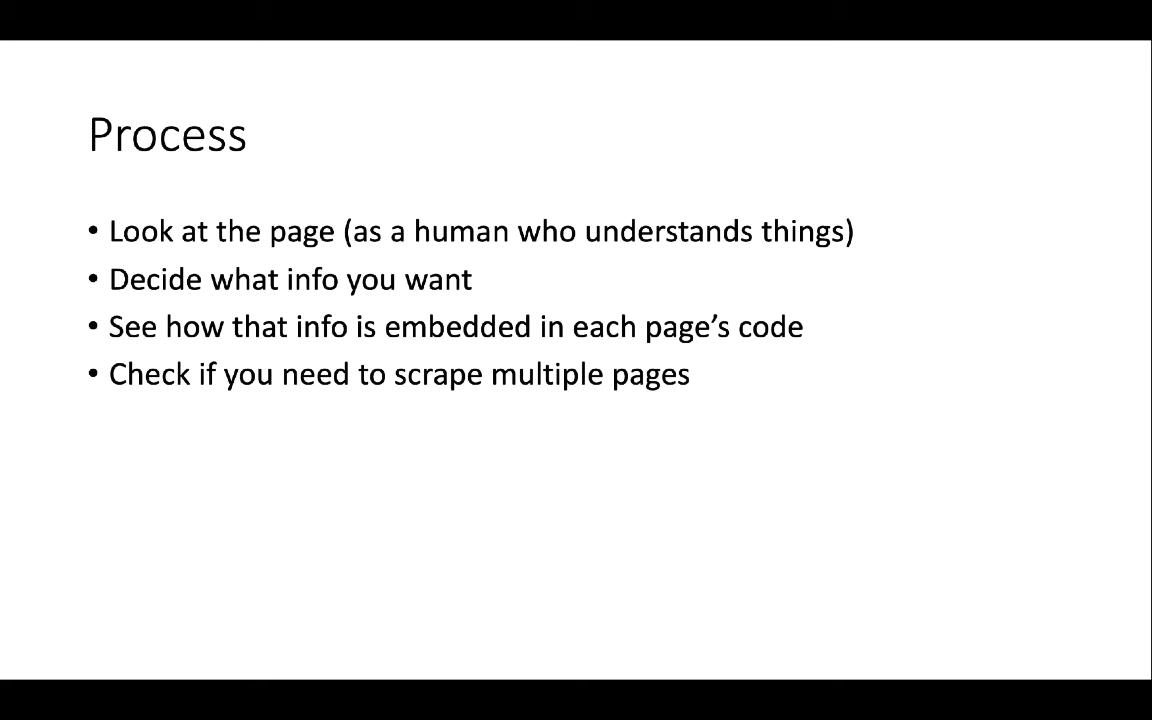 Process
• Look at the page (as a human who understands things)
• Decide what info you want
• See how that info is embedded in each page’s code
• Check if you need to scrape multiple pages